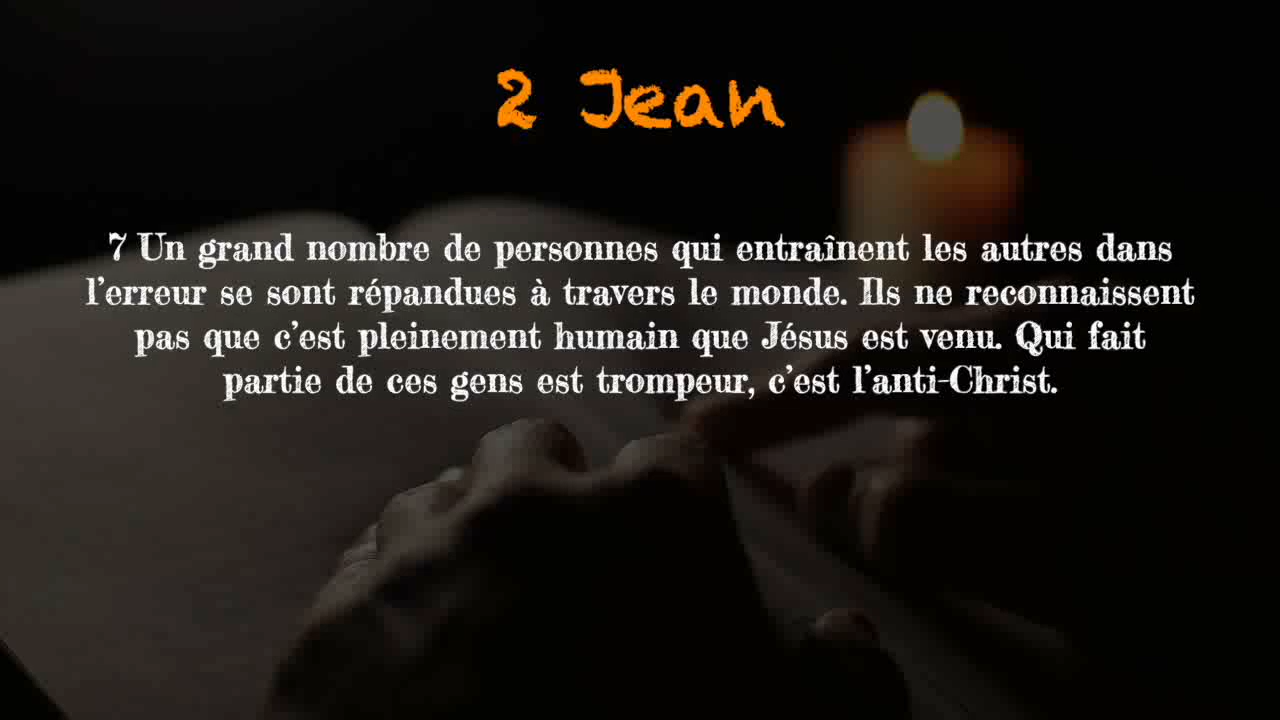 2 Jean
7 Un grand nombre de personnes qui entraînent les autres dans
l’erreur se sont répandues à travers le monde. Ils ne reconnaissent
pas que c’est pleinement humain que Jésus est venu. Qui fait
partie de ces gens est trompeur, c’est l’anti-Christ.